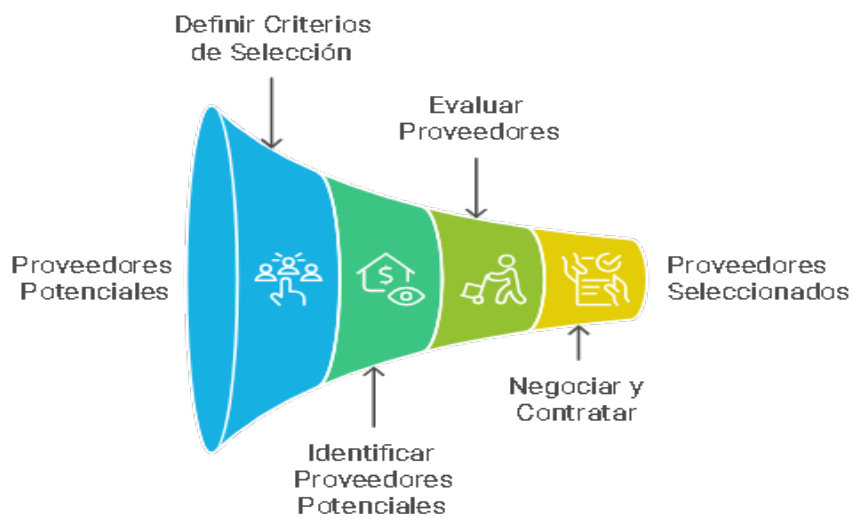 Definir Criterios
de Selección
Evaluar
Proveedores
Proveedores
Potenciales
$
Proveedores
Seleccionados
Negociar y
Contratar
Identificar
Proveedores
Potenciales